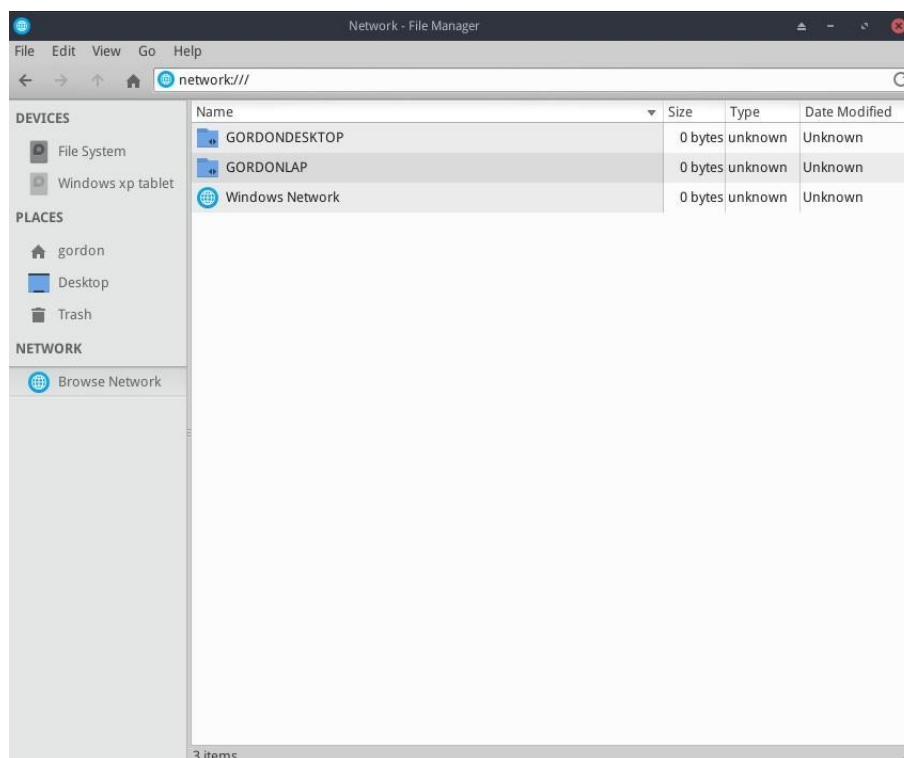 Network - File Manager
File Edit View Go Help
network:///
DEVICES
File System
Windows xp tablet
PLACES
gordon
Desktop
Trash
NETWORK
Browse Network
Name Size Type Date Modified
GORDONDESKTOP 0 bytes unknown Unknown
GORDONLAP 0 bytes unknown Unknown
Windows Network 0 bytes unknown Unknown
3 items